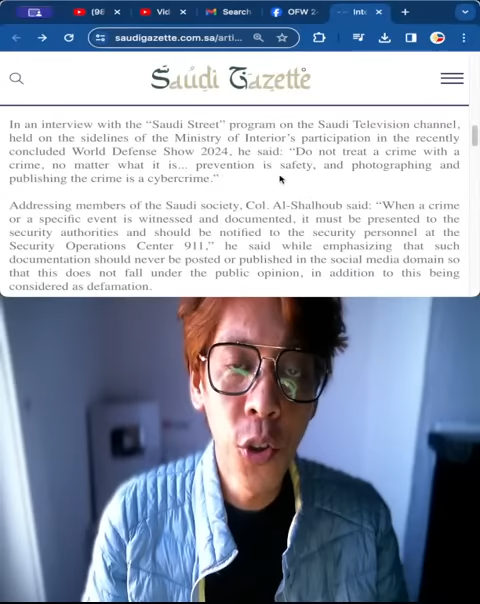 (98
Vid
Search
OFW 2
Int
saudigazette.com.sa/arti...
Saudi Gazette
In an interview with the “Saudi Street” program on the Saudi Television channel,
held on the sidelines of the Ministry of Interior’s participation in the recently
concluded World Defense Show 2024, he said: “Do not treat a crime with a
crime, no matter what it is... prevention is safety, and photographing and
publishing the crime is a cybercrime.”
Addressing members of the Saudi society, Col. Al-Shalhoub said: “When a crime
or a specific event is witnessed and documented, it must be presented to the
security authorities and should be notified to the security personnel at the
Security Operations Center 911,” he said while emphasizing that such
documentation should never be posted or published in the social media domain so
that this does not fall under the public opinion, in addition to this being
considered as defamation.